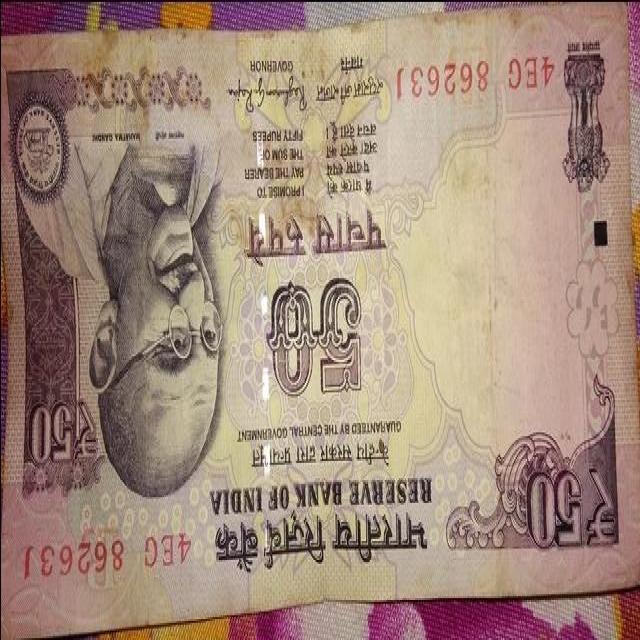 4EG 862631
भारतीय रिज़र्व बैंक
RESERVE BANK OF INDIA
केन्द्रीय सरकार द्वारा प्रत्याभूत
GUARANTEED BY THE CENTRAL GOVERNMENT
₹50
₹50
50
पचास रुपये
मैं धारक को
पचास रुपये
अदा करने का
वचन देता हूँ।
I PROMISE TO
PAY THE BEARER
THE SUM OF
FIFTY RUPEES
महात्मा गांधी
MAHATMA GANDHI
Raghuram G. Rajan
गवर्नर
GOVERNOR
4EG 862631
सत्यमेव जयते